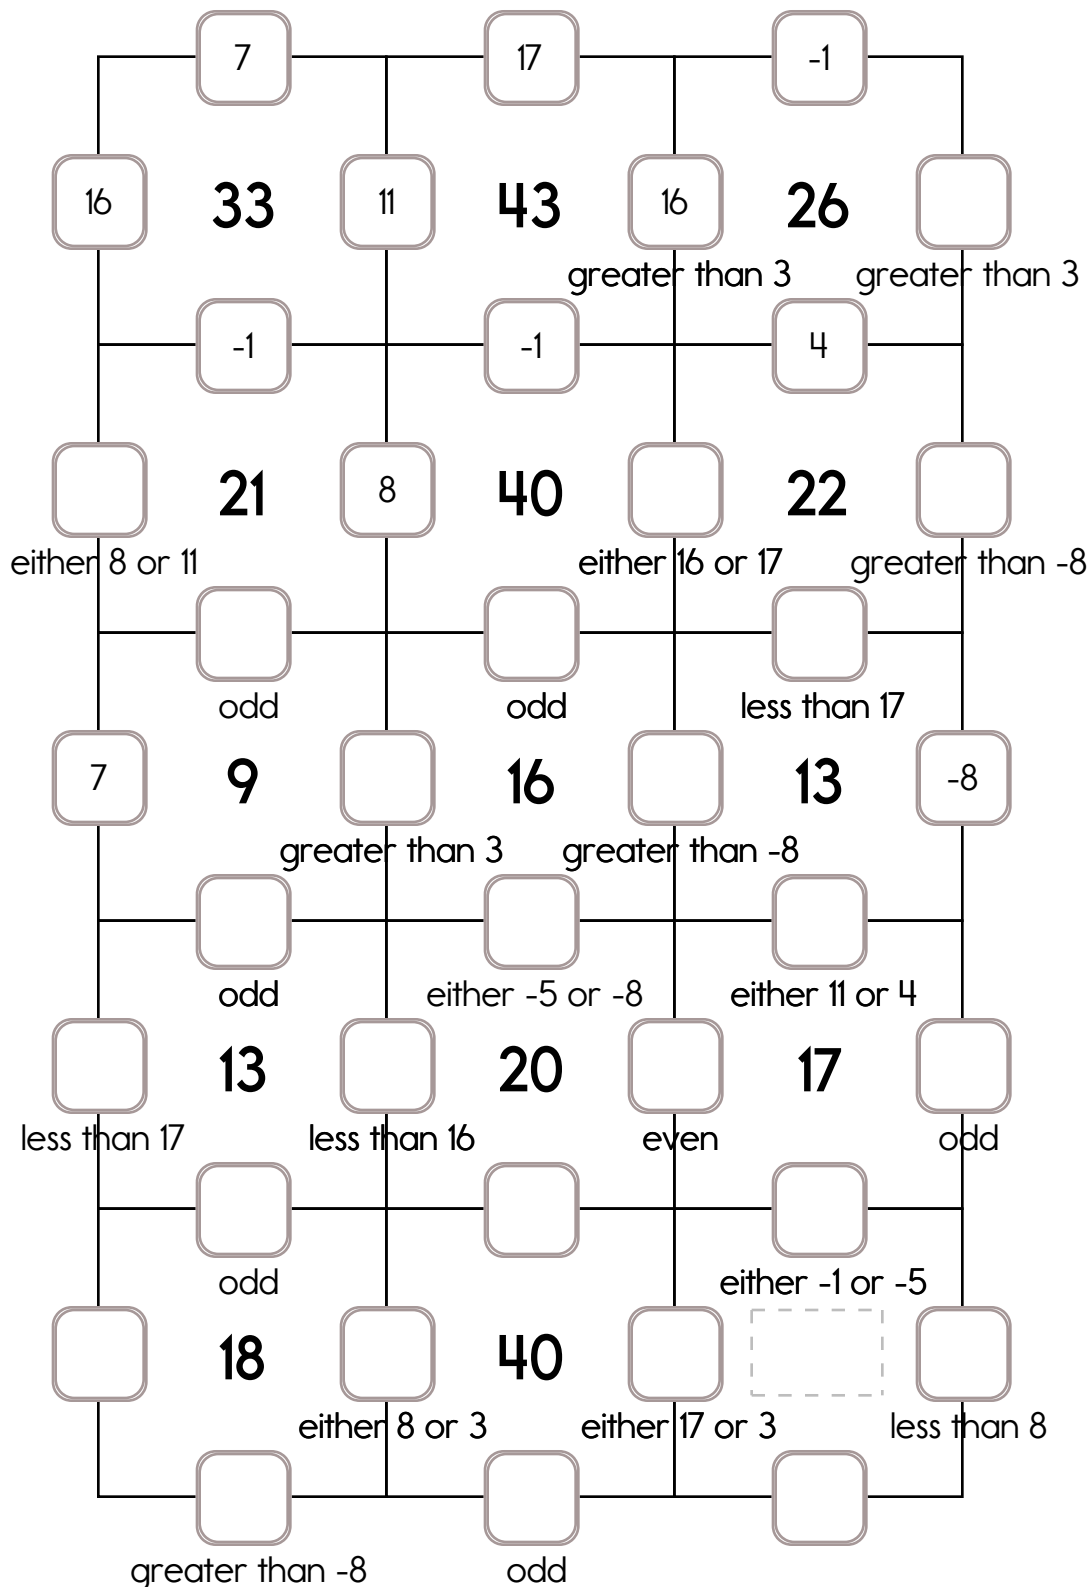 7 17 -1
16 33 11 43 16 26
greater than 3 greater than 3
-1 -1 4
21 8 40 22
either 8 or 11 either 16 or 17 greater than -8
odd odd less than 17
7 9 16 13 -8
greater than 3 greater than -8
odd either -5 or -8 either 11 or 4
13 20 17
less than 17 less than 16 even odd
odd either -1 or -5
18 40
either 8 or 3 either 17 or 3 less than 8
greater than -8 odd